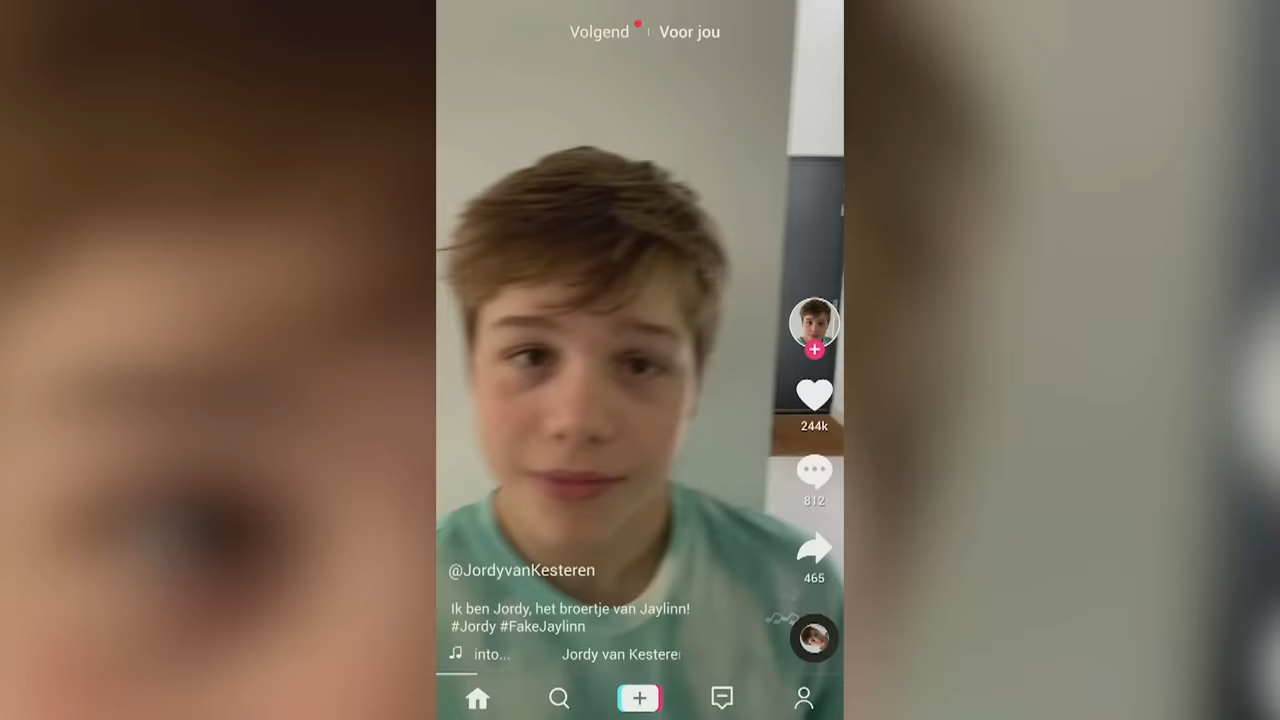 Volgend Voor jou
244k
812
465
@JordyvanKesteren
Ik ben Jordy, het broertje van Jaylinn!
#Jordy #FakeJaylinn
into... Jordy van Kesteren